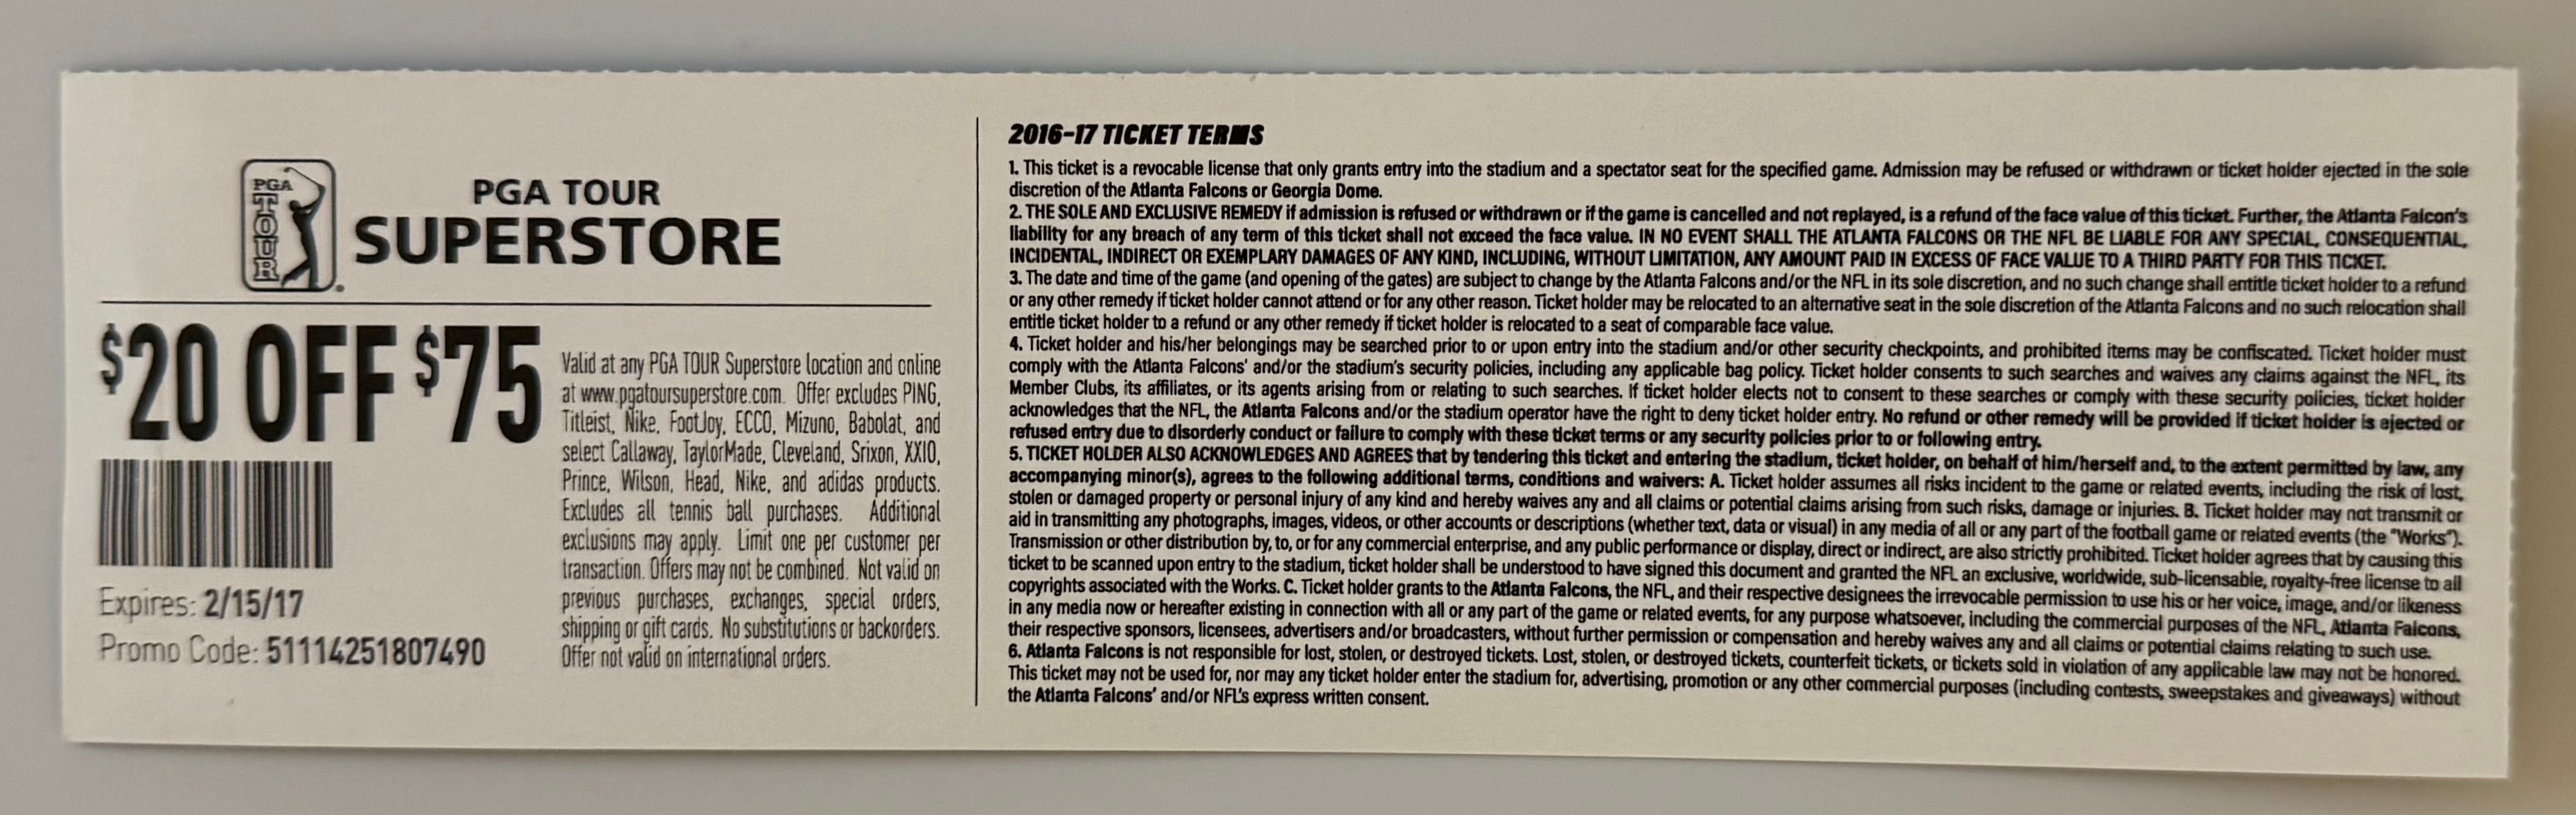 PGA
TOUR
PGA TOUR
SUPERSTORE
$20 OFF $75
Expires: 2/15/17
Promo Code: 51114251807490
Valid at any PGA TOUR Superstore location and online
at www.pgatoursuperstore.com. Offer excludes PING,
Titleist, Nike, FootJoy, ECCO, Mizuno, Babolat, and
select Callaway, TaylorMade, Cleveland, Srixon, XXIO,
Prince, Wilson, Head, Nike, and adidas products.
Excludes all tennis ball purchases. Additional
exclusions may apply. Limit one per customer per
transaction. Offers may not be combined. Not valid on
previous purchases, exchanges, special orders,
shipping or gift cards. No substitutions or backorders.
Offer not valid on international orders.
2016-17 TICKET TERMS
1. This ticket is a revocable license that only grants entry into the stadium and a spectator seat for the specified game. Admission may be refused or withdrawn or ticket holder ejected in the sole
discretion of the Atlanta Falcons or Georgia Dome.
2. THE SOLE AND EXCLUSIVE REMEDY if admission is refused or withdrawn or if the game is cancelled and not replayed, is a refund of the face value of this ticket. Further, the Atlanta Falcon's
liability for any breach of any term of this ticket shall not exceed the face value. IN NO EVENT SHALL THE ATLANTA FALCONS OR THE NFL BE LIABLE FOR ANY SPECIAL, CONSEQUENTIAL,
INCIDENTAL, INDIRECT OR EXEMPLARY DAMAGES OF ANY KIND, INCLUDING, WITHOUT LIMITATION, ANY AMOUNT PAID IN EXCESS OF FACE VALUE TO A THIRD PARTY FOR THIS TICKET.
3. The date and time of the game (and opening of the gates) are subject to change by the Atlanta Falcons and/or the NFL in its sole discretion, and no such change shall entitle ticket holder to a refund
or any other remedy if ticket holder cannot attend or for any other reason. Ticket holder may be relocated to an alternative seat in the sole discretion of the Atlanta Falcons and no such relocation shall
entitle ticket holder to a refund or any other remedy if ticket holder is relocated to a seat of comparable face value.
4. Ticket holder and his/her belongings may be searched prior to or upon entry into the stadium and/or other security checkpoints, and prohibited items may be confiscated. Ticket holder must
comply with the Atlanta Falcons' and/or the stadium's security policies, including any applicable bag policy. Ticket holder consents to such searches and waives any claims against the NFL, its
Member Clubs, its affiliates, or its agents arising from or relating to such searches. If ticket holder elects not to consent to these searches or comply with these security policies, ticket holder
acknowledges that the NFL, the Atlanta Falcons and/or the stadium operator have the right to deny ticket holder entry. No refund or other remedy will be provided if ticket holder is ejected or
refused entry due to disorderly conduct or failure to comply with these ticket terms or any security policies prior to or following entry.
5. TICKET HOLDER ALSO ACKNOWLEDGES AND AGREES that by tendering this ticket and entering the stadium, ticket holder, on behalf of him/herself and, to the extent permitted by law, any
accompanying minor(s), agrees to the following additional terms, conditions and waivers: A. Ticket holder assumes all risks incident to the game or related events, including the risk of lost,
stolen or damaged property or personal injury of any kind and hereby waives any and all claims or potential claims arising from such risks, damage or injuries. B. Ticket holder may not transmit or
aid in transmitting any photographs, images, videos, or other accounts or descriptions (whether text, data or visual) in any media of all or any part of the football game or related events (the "Works").
Transmission or other distribution by, to, or for any commercial enterprise, and any public performance or display, direct or indirect, are also strictly prohibited. Ticket holder agrees that by causing this
ticket to be scanned upon entry to the stadium, ticket holder shall be understood to have signed this document and granted the NFL an exclusive, worldwide, sub-licensable, royalty-free license to all
copyrights associated with the Works. C. Ticket holder grants to the Atlanta Falcons, the NFL, and their respective designees the irrevocable permission to use his or her voice, image, and/or likeness
in any media now or hereafter existing in connection with all or any part of the game or related events, for any purpose whatsoever, including the commercial purposes of the NFL, Atlanta Falcons,
their respective sponsors, licensees, advertisers and/or broadcasters, without further permission or compensation and hereby waives any and all claims or potential claims relating to such use.
6. Atlanta Falcons is not responsible for lost, stolen, or destroyed tickets. Lost, stolen, or destroyed tickets, counterfeit tickets, or tickets sold in violation of any applicable law may not be honored.
This ticket may not be used for, nor may any ticket holder enter the stadium for, advertising, promotion or any other commercial purposes (including contests, sweepstakes and giveaways) without
the Atlanta Falcons' and/or NFL's express written consent.